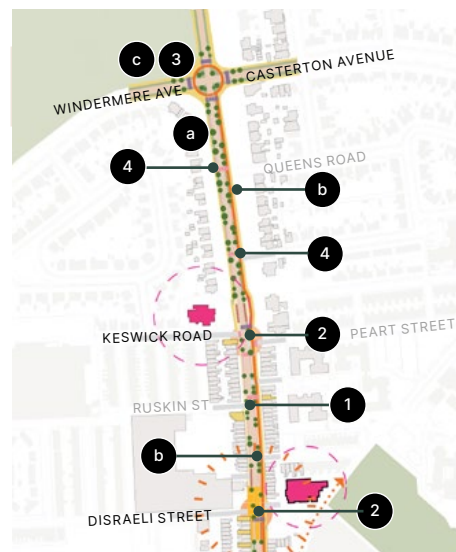 c 3
CASTERTON AVENUE
WINDERMERE AVE
a
4
QUEENS ROAD
b
4
KESWICK ROAD
2
PEART STREET
RUSKIN ST
1
b
DISRAELI STREET
2